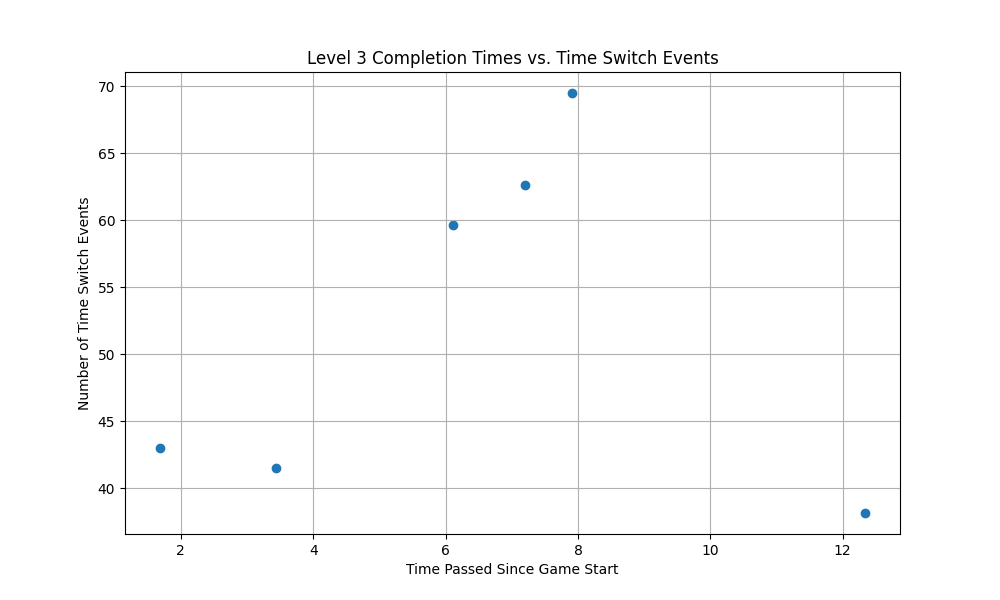 Level 3 Completion Times vs. Time Switch Events
70
65
60
55
50
45
40
Number of Time Switch Events
2 4 6 8 10 12
Time Passed Since Game Start